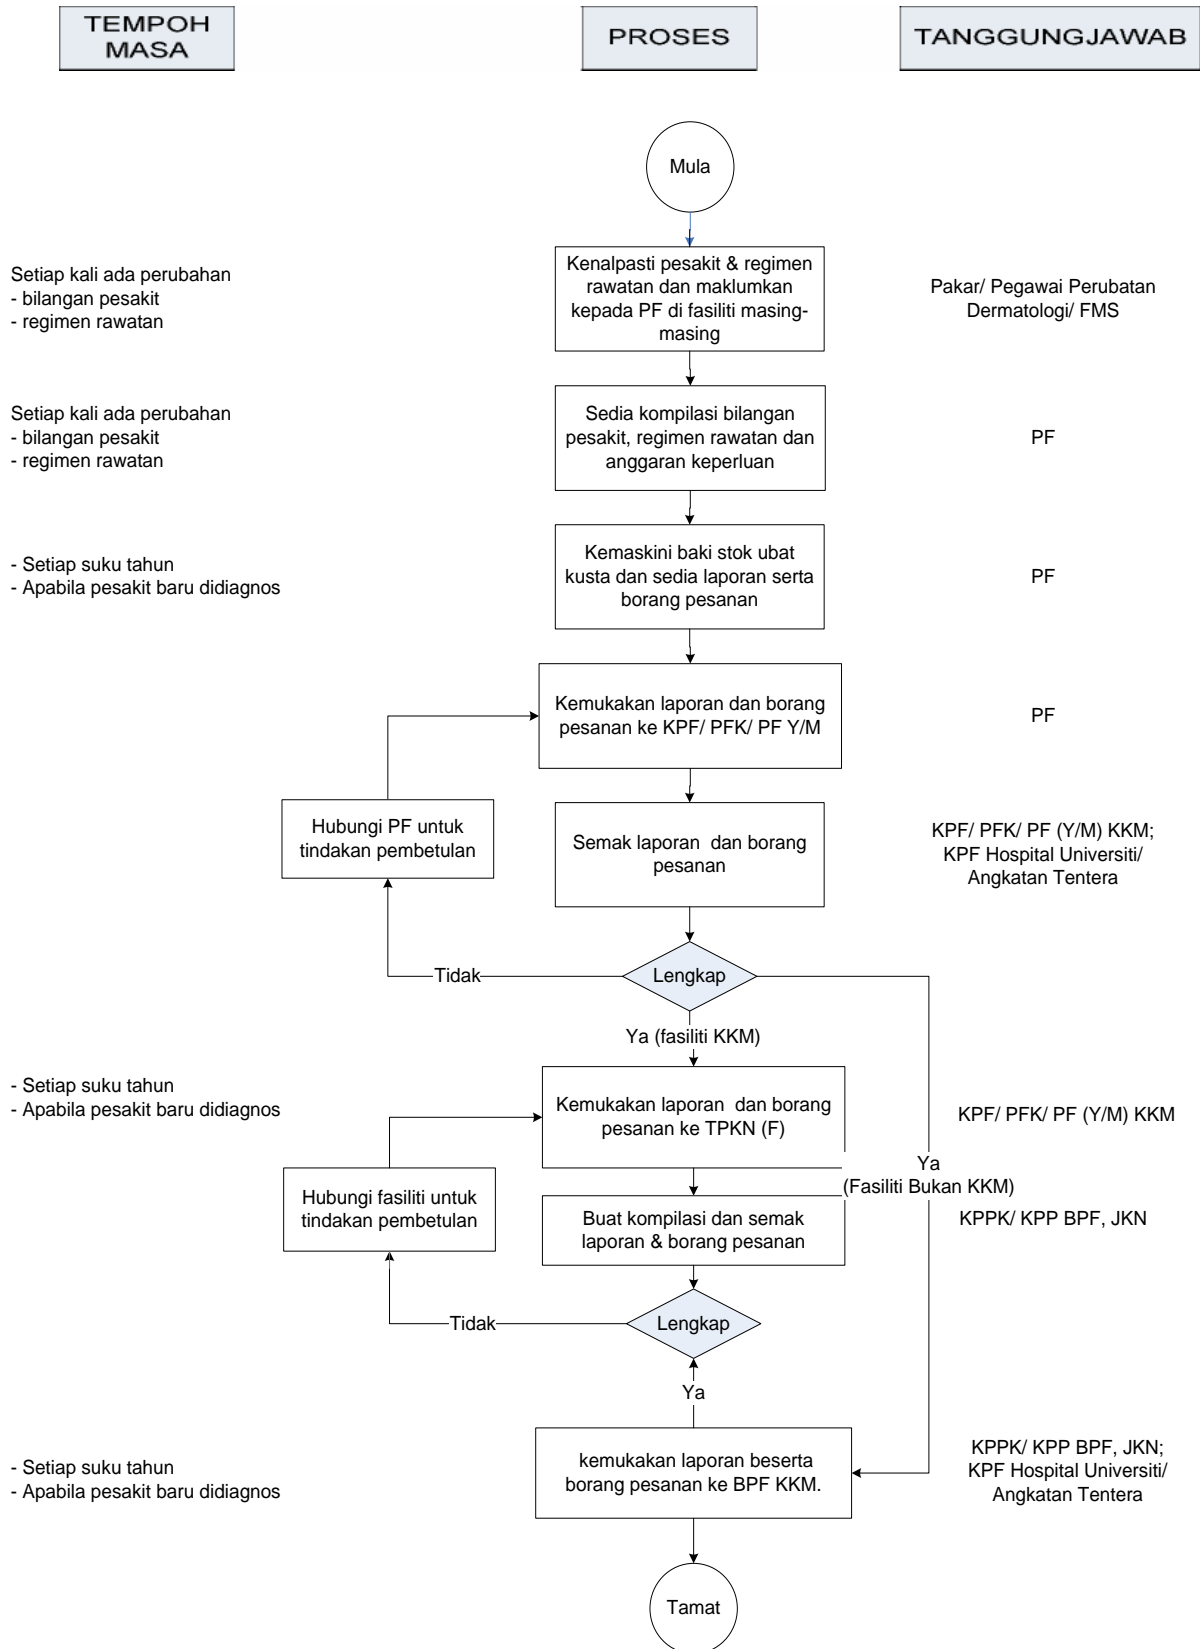 TEMPOH
MASA
PROSES
TANGGUNGJAWAB
Mula
Setiap kali ada perubahan
- bilangan pesakit
- regimen rawatan
Kenalpasti pesakit & regimen
rawatan dan maklumkan
kepada PF di fasiliti masing-
masing
Pakar/ Pegawai Perubatan
Dermatologi/ FMS
Setiap kali ada perubahan
- bilangan pesakit
- regimen rawatan
Sedia kompilasi bilangan
pesakit, regimen rawatan dan
anggaran keperluan
PF
- Setiap suku tahun
- Apabila pesakit baru didiagnos
Kemaskini baki stok ubat
kusta dan sedia laporan serta
borang pesanan
PF
Kemukakan laporan dan borang
pesanan ke KPF/ PFK/ PF Y/M
PF
Hubungi PF untuk
tindakan pembetulan
Semak laporan  dan borang
pesanan
KPF/ PFK/ PF (Y/M) KKM;
KPF Hospital Universiti/
Angkatan Tentera
Tidak
Lengkap
Ya (fasiliti KKM)
- Setiap suku tahun
- Apabila pesakit baru didiagnos
Kemukakan laporan  dan borang
pesanan ke TPKN (F)
KPF/ PFK/ PF (Y/M) KKM
Ya
(Fasiliti Bukan KKM)
Hubungi fasiliti untuk
tindakan pembetulan
Buat kompilasi dan semak
laporan & borang pesanan
KPPK/ KPP BPF, JKN
Tidak
Lengkap
Ya
- Setiap suku tahun
- Apabila pesakit baru didiagnos
kemukakan laporan beserta
borang pesanan ke BPF KKM.
KPPK/ KPP BPF, JKN;
KPF Hospital Universiti/
Angkatan Tentera
Tamat